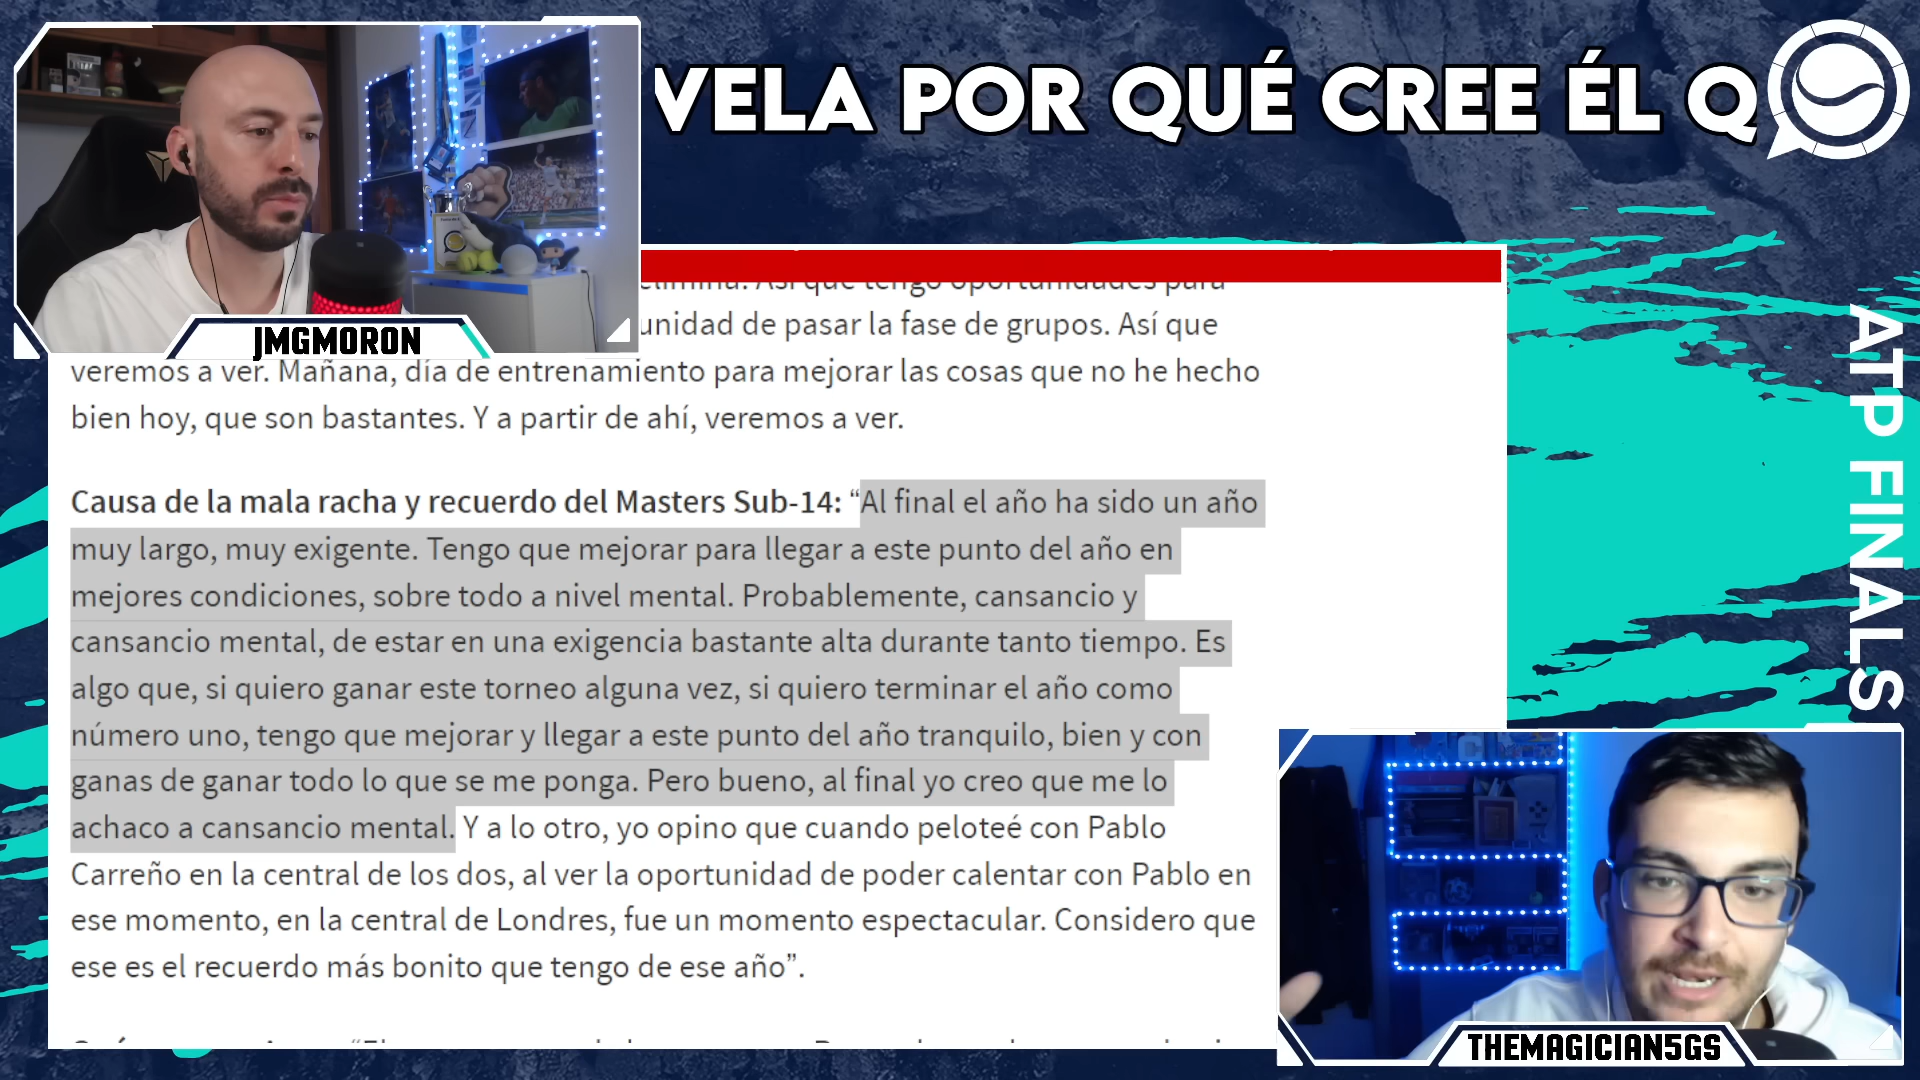 VELA POR QUÉ CREE ÉL Q
JMGMORON
elimina. Así que tengo oportunidades para
unidad de pasar la fase de grupos. Así que
veremos a ver. Mañana, día de entrenamiento para mejorar las cosas que no he hecho
bien hoy, que son bastantes. Y a partir de ahí, veremos a ver.
Causa de la mala racha y recuerdo del Masters Sub-14: “Al final el año ha sido un año
muy largo, muy exigente. Tengo que mejorar para llegar a este punto del año en
mejores condiciones, sobre todo a nivel mental. Probablemente, cansancio y
cansancio mental, de estar en una exigencia bastante alta durante tanto tiempo. Es
algo que, si quiero ganar este torneo alguna vez, si quiero terminar el año como
número uno, tengo que mejorar y llegar a este punto del año tranquilo, bien y con
ganas de ganar todo lo que se me ponga. Pero bueno, al final yo creo que me lo
achaco a cansancio mental. Y a lo otro, yo opino que cuando peloteé con Pablo
Carreño en la central de los dos, al ver la oportunidad de poder calentar con Pablo en
ese momento, en la central de Londres, fue un momento espectacular. Considero que
ese es el recuerdo más bonito que tengo de ese año”.
ATP FINALS
THEMAGICIAN5GS